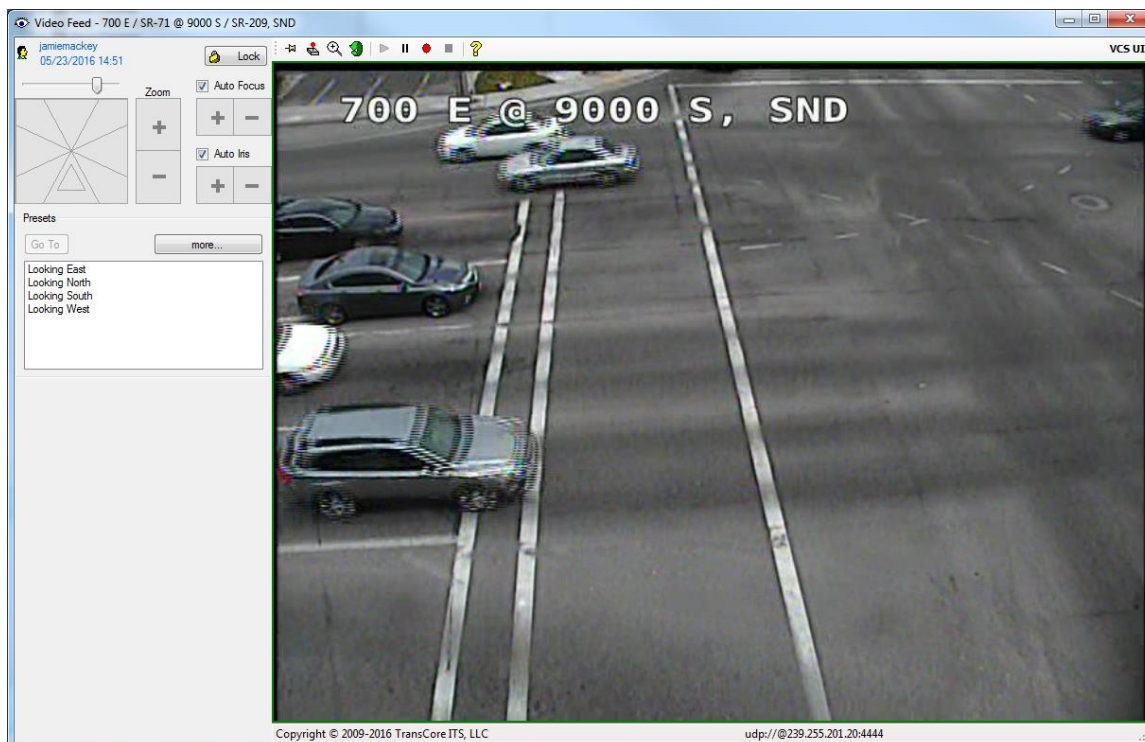 Video Feed - 700 E / SR-71 @ 9000 S / SR-209, SND
jamiemackey
05/23/2016 14:51
Lock
VCS UI
Zoom
Auto Focus
Auto Iris
Presets
Go To
more...
Looking East
Looking North
Looking South
Looking West
700 E @ 9000 S, SND
Copyright © 2009-2016 TransCore ITS, LLC
udp://@239.255.201.20:4444